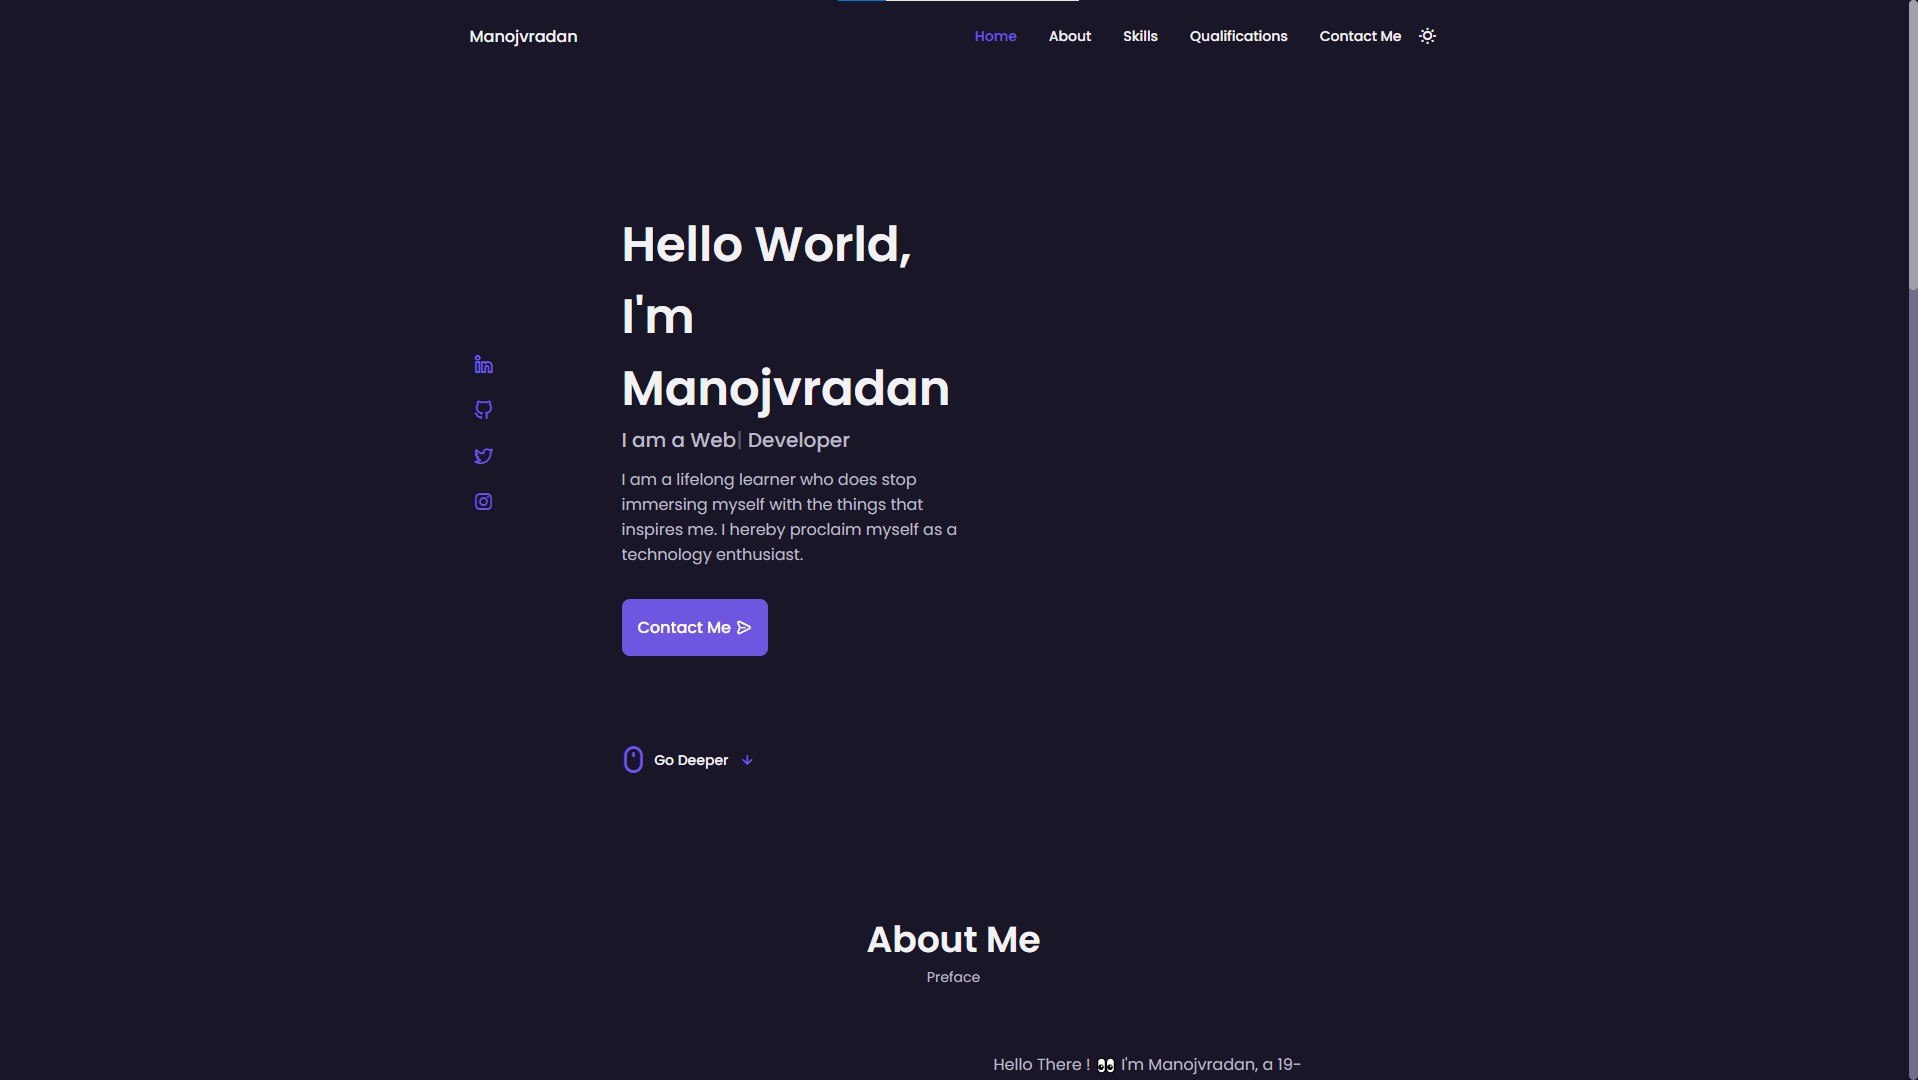 Manojvradan
Home About Skills Qualifications Contact Me
Hello World,
I'm
Manojvradan
I am a Web| Developer
I am a lifelong learner who does stop
immersing myself with the things that
inspires me. I hereby proclaim myself as a
technology enthusiast.
Contact Me
Go Deeper
About Me
Preface
Hello There ! 👀 I'm Manojvradan, a 19-